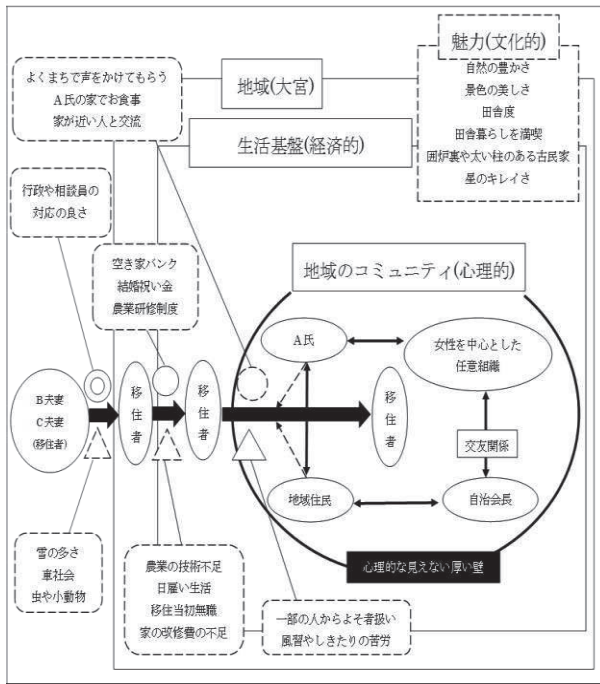 魅力(文化的)
自然の豊かさ
景色の美しさ
田舎度
田舎暮らしを満喫
囲炉裏や太い柱のある古民家
星のキレイさ
よくまちで声をかけてもらう
A氏の家でお食事
家が近い人と交流
地域(大宮)
生活基盤(経済的)
行政や相談員の
対応の良さ
空き家バンク
結婚祝い金
農業研修制度
地域のコミュニティ(心理的)
A氏
女性を中心とした
任意組織
B夫妻
C夫妻
(移住者)
移住者
移住者
移住者
交友関係
地域住民
自治会長
心理的な見えない厚い壁
雪の多さ
車社会
虫や小動物
農業の技術不足
日雇い生活
移住当初無職
家の改修費の不足
一部の人からよそ者扱い
風習やしきたりの苦労